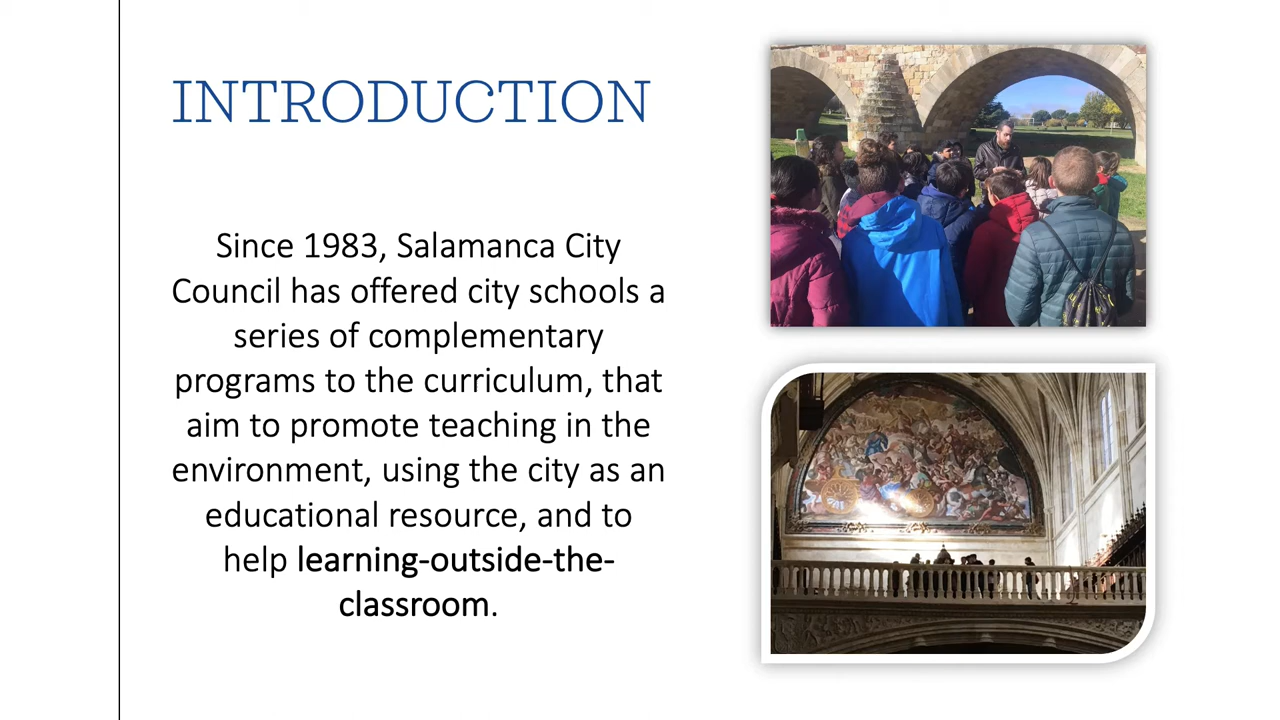 INTRODUCTION
Since 1983, Salamanca City
Council has offered city schools a
series of complementary
programs to the curriculum, that
aim to promote teaching in the
environment, using the city as an
educational resource, and to
help learning-outside-the-
classroom.